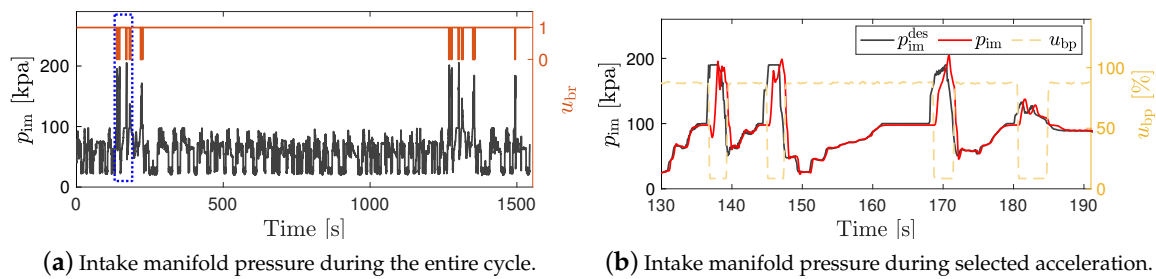 1
200
0
100
0
p_im [kpa]
u_br
0 500 1000 1500
Time [s]
(a) Intake manifold pressure during the entire cycle.
p_im^des p_im u_bp
200
100
0
p_im [kpa]
100
50
0
u_bp [%]
130 140 150 160 170 180 190
Time [s]
(b) Intake manifold pressure during selected acceleration.